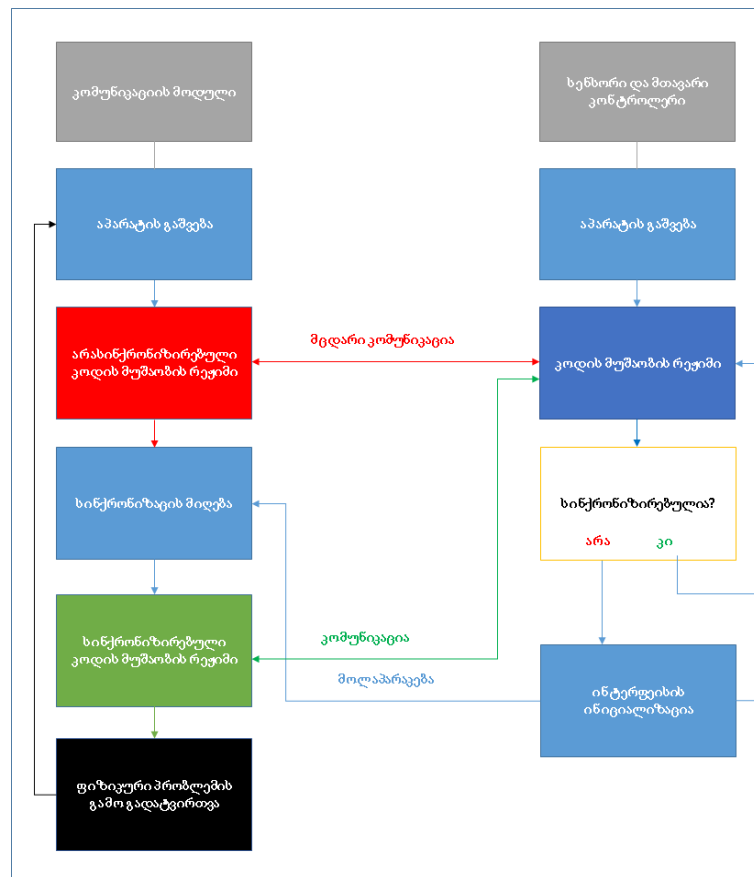 კომუნიკაციის მოდული
სენსორი და მთავარი
კონტროლერი
აპარატის გაშვება
აპარატის გაშვება
მცდარი კომუნიკაცია
არასინქრონიზირებული
კოდის მუშაობის რეჟიმი
კოდის მუშაობის რეჟიმი
სინქრონიზაცის მიღება
სინქრონიზირებულია?
არა
კი
სინქრონიზირებული
კოდის მუშაობის რეჟიმი
კომუნიკაცია
მოლაპარაკება
ინტერფეისის
ინიციალიზაცია
ფიზიკური პრობლემის
გამო გადატვირთვა